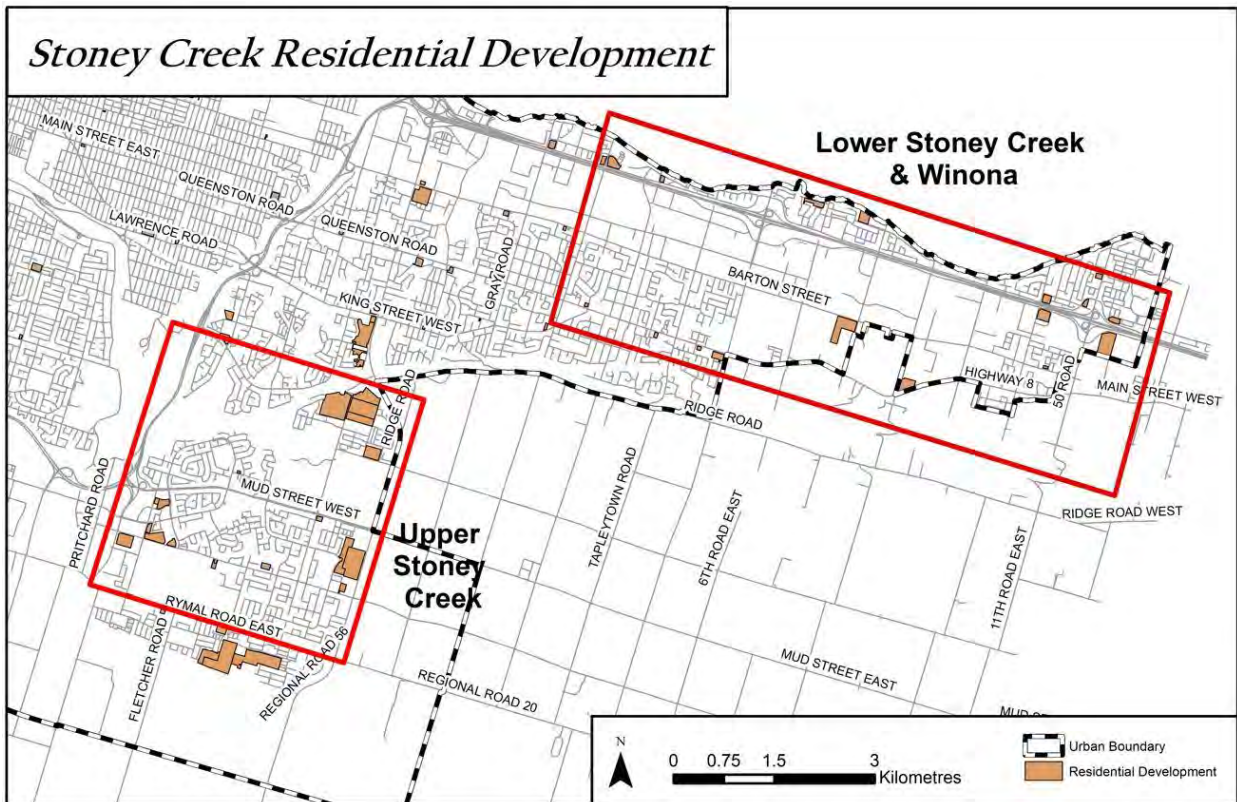 Stoney Creek Residential Development
MAIN STREET EAST
QUEENSTON ROAD
LAWRENCE ROAD
QUEENSTON ROAD
GRAY ROAD
KING STREET WEST
Lower Stoney Creek
& Winona
BARTON STREET
HIGHWAY 8
50 ROAD
MAIN STREET WEST
RIDGE ROAD
RIDGE ROAD
RIDGE ROAD WEST
PRITCHARD ROAD
MUD STREET WEST
Upper
Stoney
Creek
TAPLEYTOWN ROAD
6TH ROAD EAST
11TH ROAD EAST
RYMAL ROAD EAST
FLETCHER ROAD
REGIONAL ROAD 56
REGIONAL ROAD 20
MUD STREET EAST
MUD
N
0 0.75 1.5 3
Kilometres
Urban Boundary
Residential Development